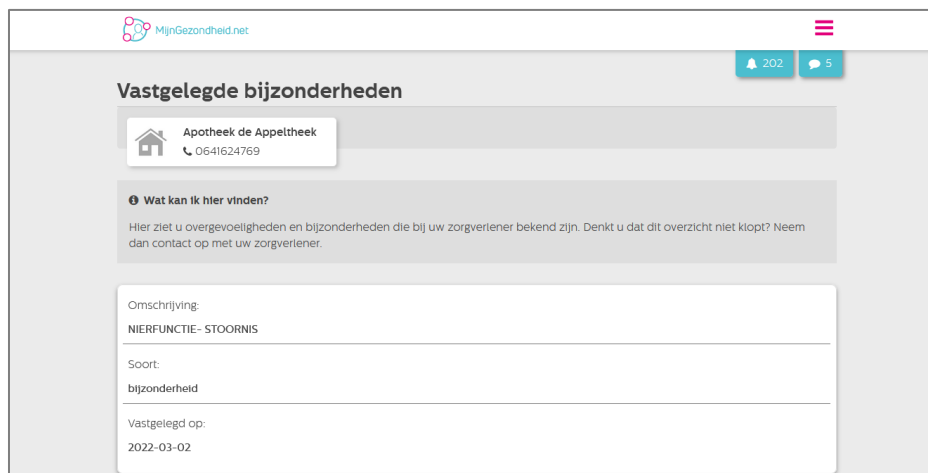 MijnGezondheid.net
202
5
Vastgelegde bijzonderheden
Apotheek de Appeltheek
0641624769
Wat kan ik hier vinden?
Hier ziet u overgevoeligheden en bijzonderheden die bij uw zorgverlener bekend zijn. Denkt u dat dit overzicht niet klopt? Neem
dan contact op met uw zorgverlener.
Omschrijving:
NIERFUNCTIE- STOORNIS
Soort:
bijzonderheid
Vastgelegd op:
2022-03-02